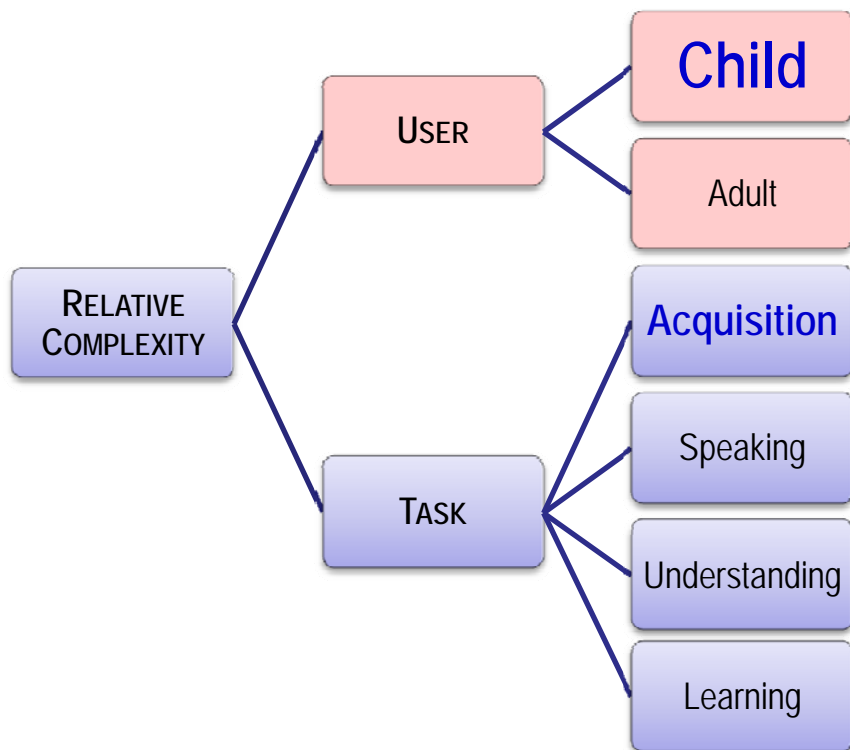 Child
USER
Adult
RELATIVE
COMPLEXITY
Acquisition
Speaking
TASK
Understanding
Learning